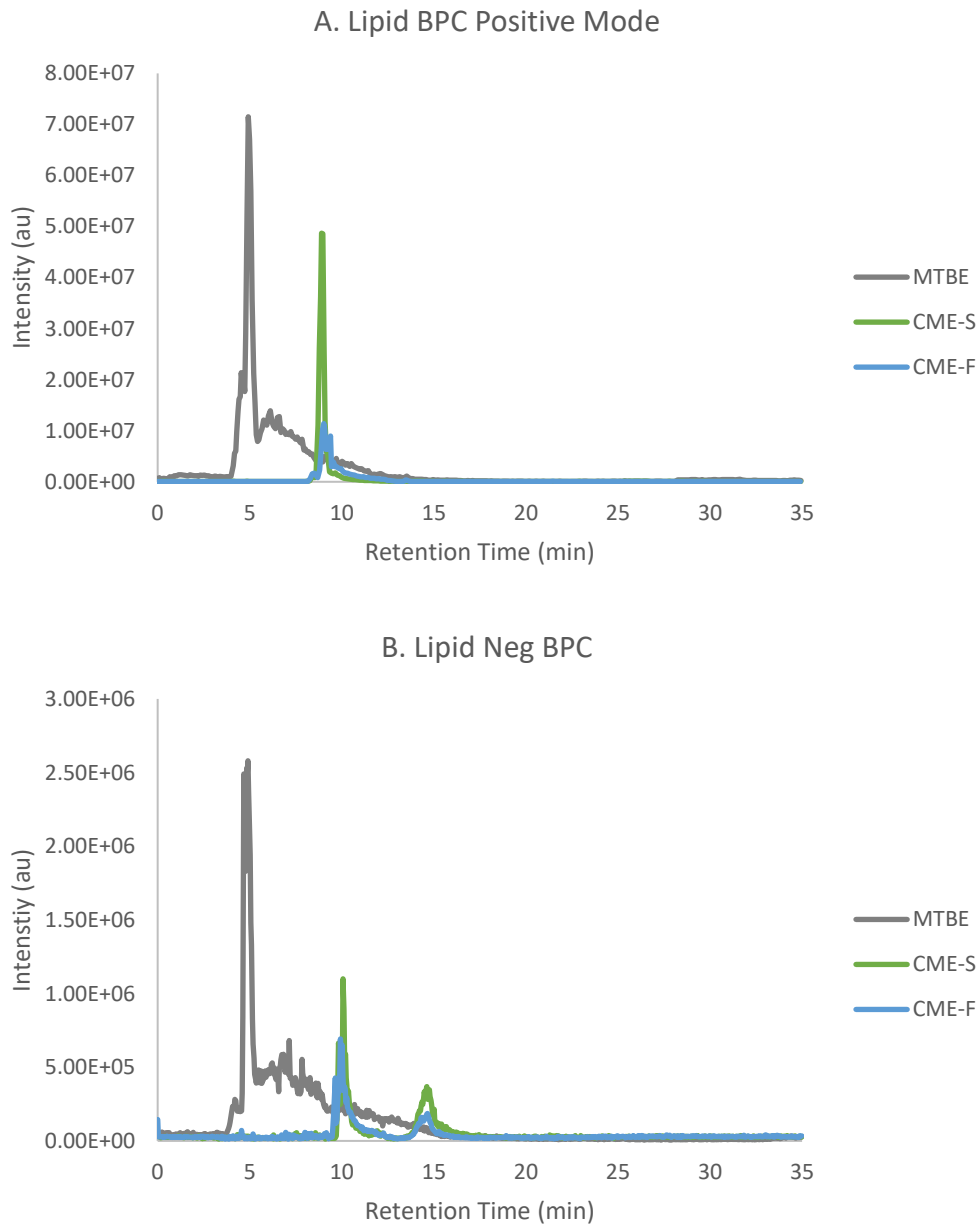 A. Lipid BPC Positive Mode
8.00E+07
7.00E+07
6.00E+07
5.00E+07
4.00E+07
3.00E+07
2.00E+07
1.00E+07
0.00E+00
Intensity (au)
0 5 10 15 20 25 30 35
Retention Time (min)
MTBE
CME-S
CME-F
B. Lipid Neg BPC
3.00E+06
2.50E+06
2.00E+06
1.50E+06
1.00E+06
5.00E+05
0.00E+00
Intenstiy (au)
0 5 10 15 20 25 30 35
Retention Time (min)
MTBE
CME-S
CME-F